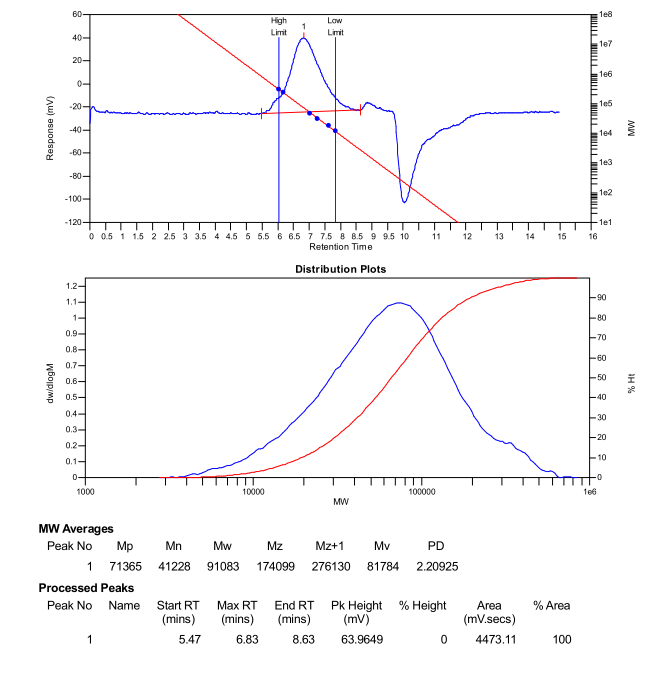 High Limit
1
Low Limit
60
40
20
0
-20
-40
-60
-80
-100
-120
Response (mV)
1e8
1e7
1e6
1e5
1e4
1e3
1e2
1e1
MW
0 0.5 1 1.5 2 2.5 3 3.5 4 4.5 5 5.5 6 6.5 7 7.5 8 8.5 9 9.5 10 11 12 13 14 15 16
Retention Time
Distribution Plots
1.2
1.1
1
0.9
0.8
0.7
0.6
0.5
0.4
0.3
0.2
0.1
0
dw/dlogM
90
80
70
60
50
40
30
20
10
0
% Ht
1000 10000 100000 1e6
MW
MW Averages
Peak No Mp Mn Mw Mz Mz+1 Mv PD
1 71365 41228 91083 174099 276130 81784 2.20925
Processed Peaks
Peak No Name Start RT Max RT End RT Pk Height % Height Area % Area
(mins) (mins) (mins) (mV) (mV.secs)
1 5.47 6.83 8.63 63.9649 0 4473.11 100